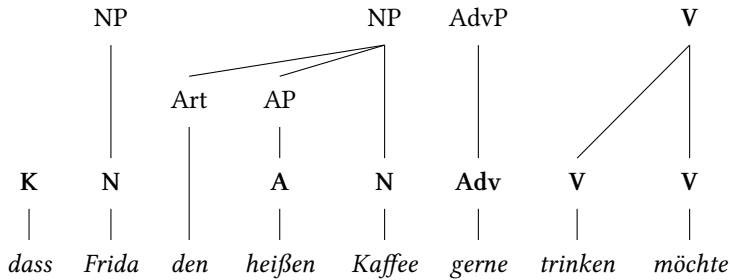 NP NP AdvP V
Art AP
K N A N Adv V V
dass Frida den heißen Kaffee gerne trinken möchte